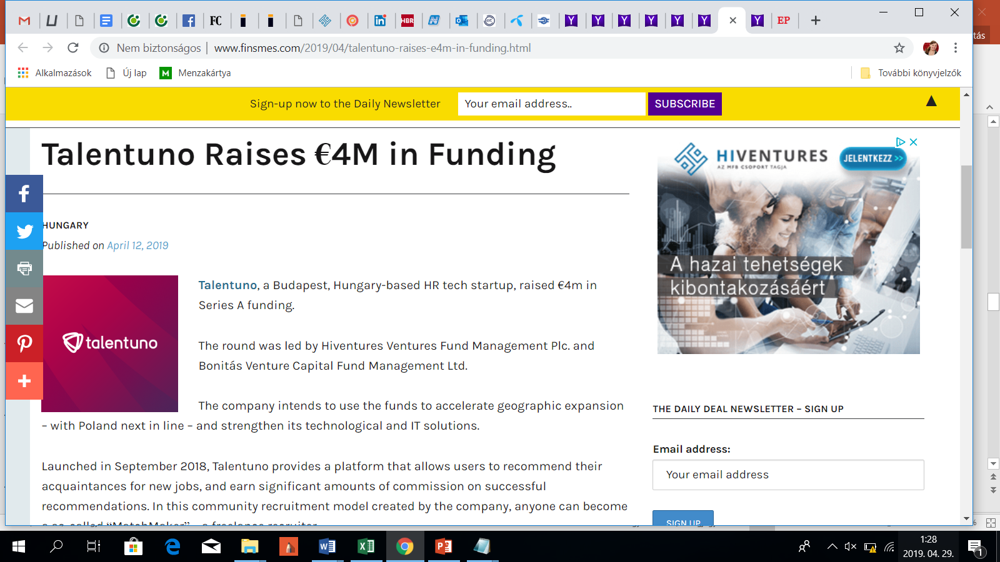 FC
HBR
EP
tás
Nem biztonságos | www.finsmes.com/2019/04/talentuno-raises-e4m-in-funding.html
Alkalmazások
Új lap
M
Menzakártya
További könyvjelzők
Sign-up now to the Daily Newsletter
Your email address..
SUBSCRIBE
Talentuno Raises €4M in Funding
HUNGARY
Published on April 12, 2019
talentuno
Talentuno, a Budapest, Hungary-based HR tech startup, raised €4m in
Series A funding.
The round was led by Hiventures Ventures Fund Management Plc. and
Bonitás Venture Capital Fund Management Ltd.
The company intends to use the funds to accelerate geographic expansion
– with Poland next in line – and strengthen its technological and IT solutions.
Launched in September 2018, Talentuno provides a platform that allows users to recommend their
acquaintances for new jobs, and earn significant amounts of commission on successful
recommendations. In this community recruitment model created by the company, anyone can become
a so-called “MatchMaker” – a freelance recruiter
HIVENTURES
AZ MFB CSOPORT TAGJA
JELENTKEZZ >>
A hazai tehetségek
kibontakozásáért
THE DAILY DEAL NEWSLETTER – SIGN UP
Email address:
Your email address
SIGN UP
1:28
2019. 04. 29.
1